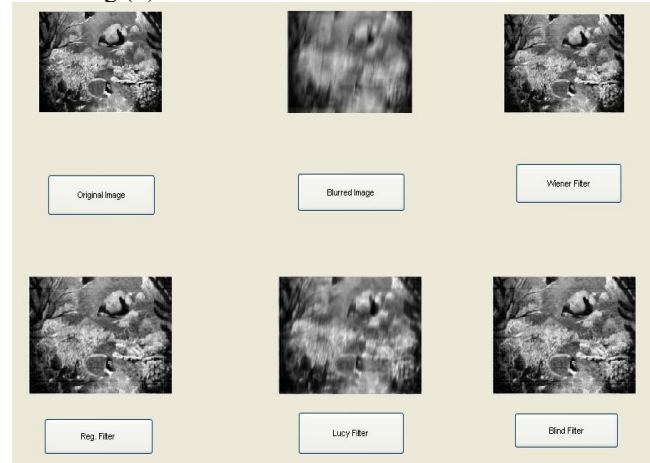 Original Image
Blurred Image
Wiener Filter
Reg. Filter
Lucy Filter
Blind Filter